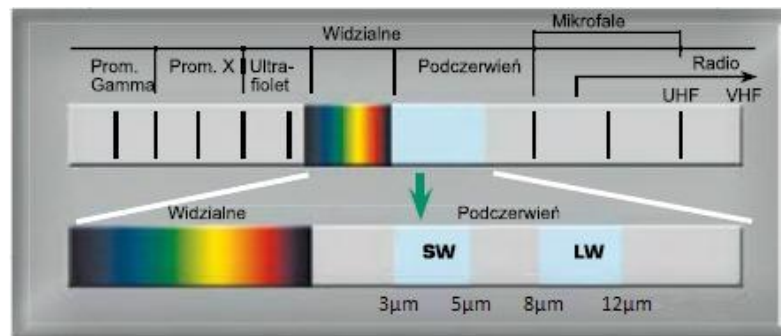 Widzialne
Mikrofale
Prom. Gamma
Prom. X
Ultra-
fiolet
Podczerwień
Radio
UHF VHF
Widzialne
Podczerwień
SW
LW
3µm 5µm 8µm 12µm